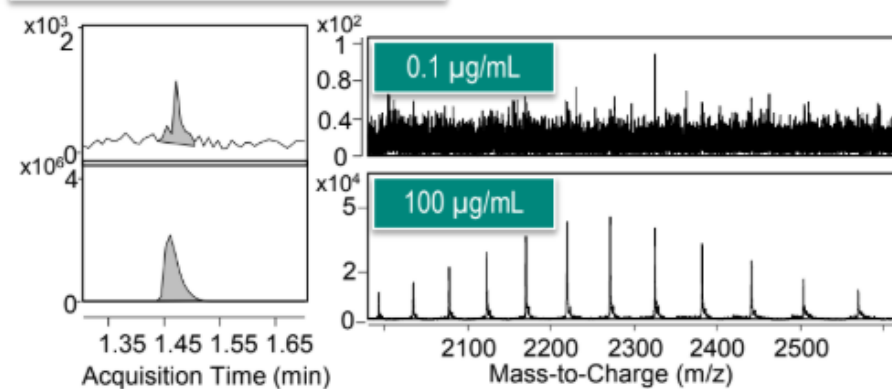 x10³
2
0
x10⁶
4
0
1.35 1.45 1.55 1.65
Acquisition Time (min)
x10²
1
0.8
0.4
0
0.1 µg/mL
x10⁴
5
2
0
100 µg/mL
2100 2200 2300 2400 2500
Mass-to-Charge (m/z)